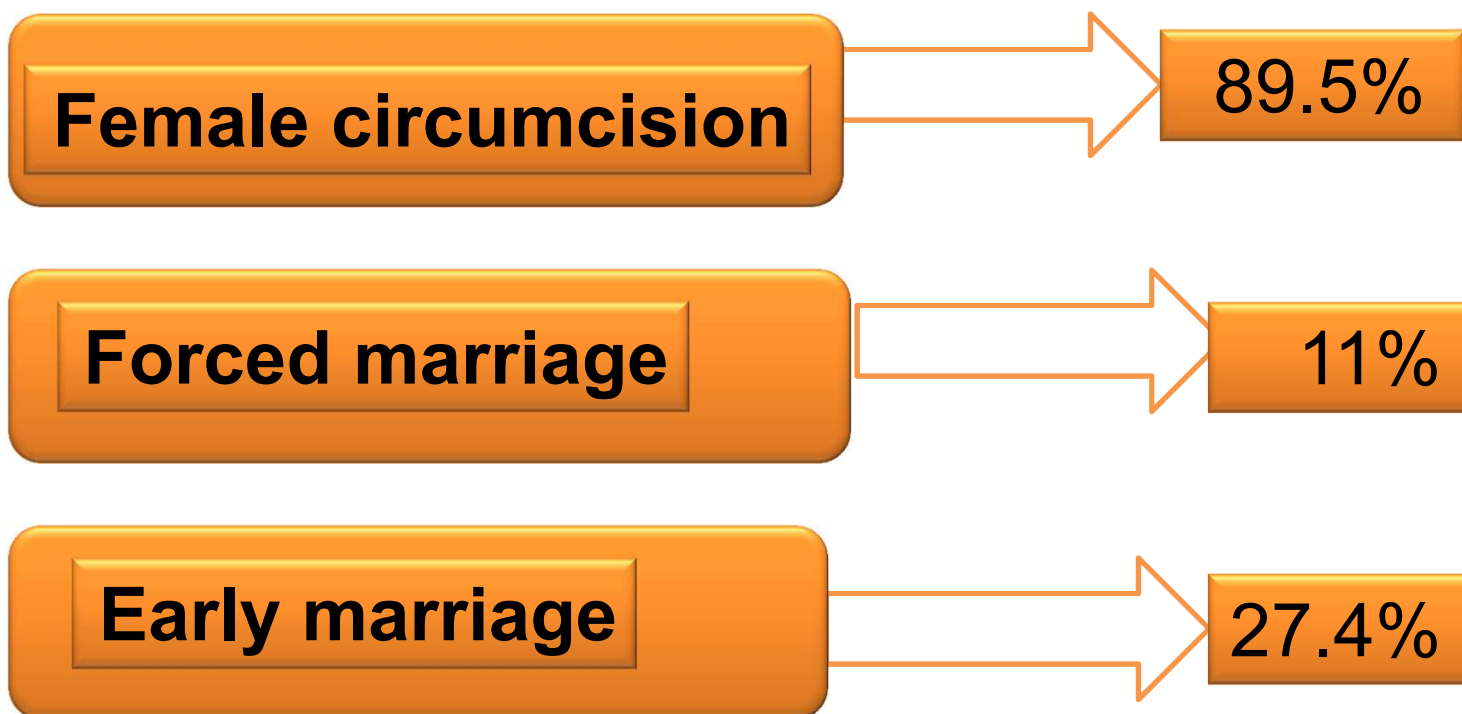 Female circumcision
89.5%
Forced marriage
11%
Early marriage
27.4%